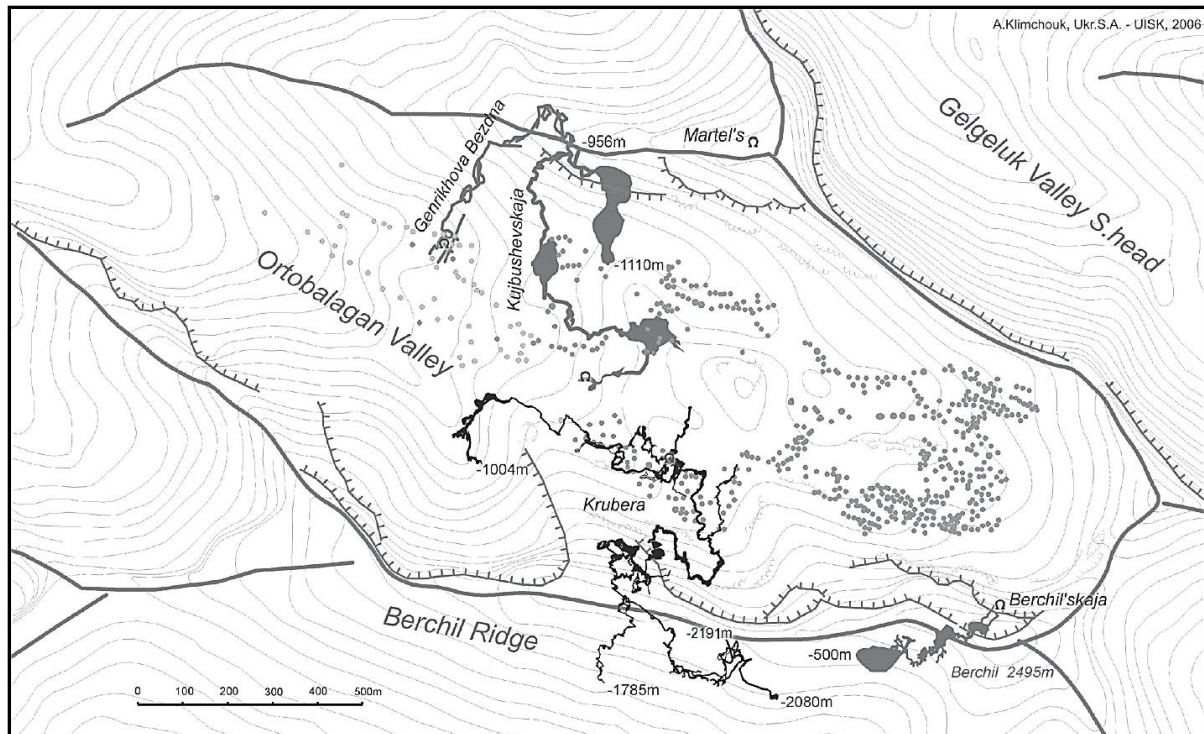 A.Klimchouk, Ukr.S.A. - UISK, 2006
Genrikhova Bezdna
-956m
Martel's
Gelgeluk Valley S.head
Kujbushevskaja
-1110m
Ortobalagan Valley
-1004m
Krubera
Berchil'skaja
Berchil Ridge
-2191m
-500m
Berchil 2495m
-1785m
-2080m
0 100 200 300 400 500m